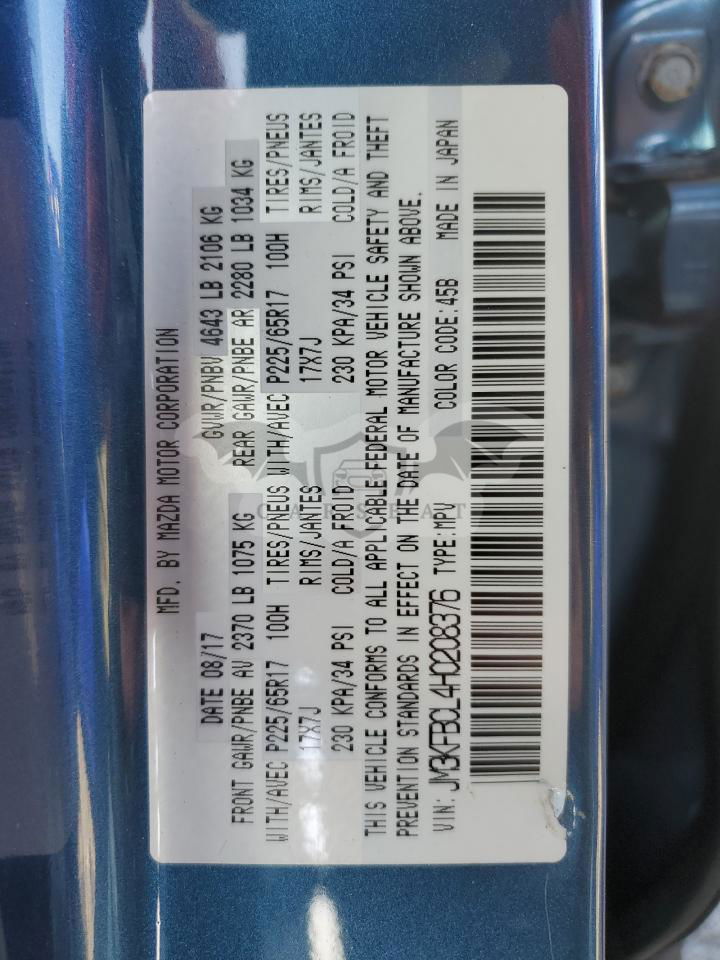 MFD. BY MAZDA MOTOR CORPORATION
DATE 08/17 GVWR/PNBV 4643 LB 2106 KG
FRONT GAWR/PNBE AV 2370 LB 1075 KG REAR GAWR/PNBE AR 2280 LB 1034 KG
WITH/AVEC P225/65R17 100H TIRES/PNEUS WITH/AVEC P225/65R17 100H TIRES/PNEUS
17X7J RIMS/JANTES 17X7J RIMS/JANTES
230 KPA/34 PSI COLD/A FROID 230 KPA/34 PSI COLD/A FROID
THIS VEHICLE CONFORMS TO ALL APPLICABLE FEDERAL MOTOR VEHICLE SAFETY AND THEFT
PREVENTION STANDARDS IN EFFECT ON THE DATE OF MANUFACTURE SHOWN ABOVE.
VIN: JM3KFBCL4H0208376 TYPE: MPV COLOR CODE: 45B MADE IN JAPAN
CARSFAT